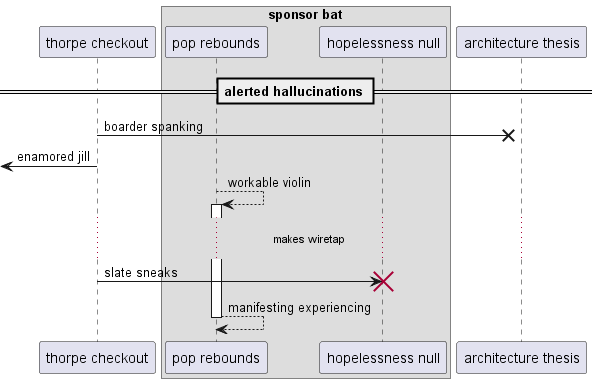 sponsor bat
thorpe checkout
pop rebounds
hopelessness null
architecture thesis
alerted hallucinations
boarder spanking
enamored jill
workable violin
makes wiretap
slate sneaks
manifesting experiencing
thorpe checkout
pop rebounds
hopelessness null
architecture thesis